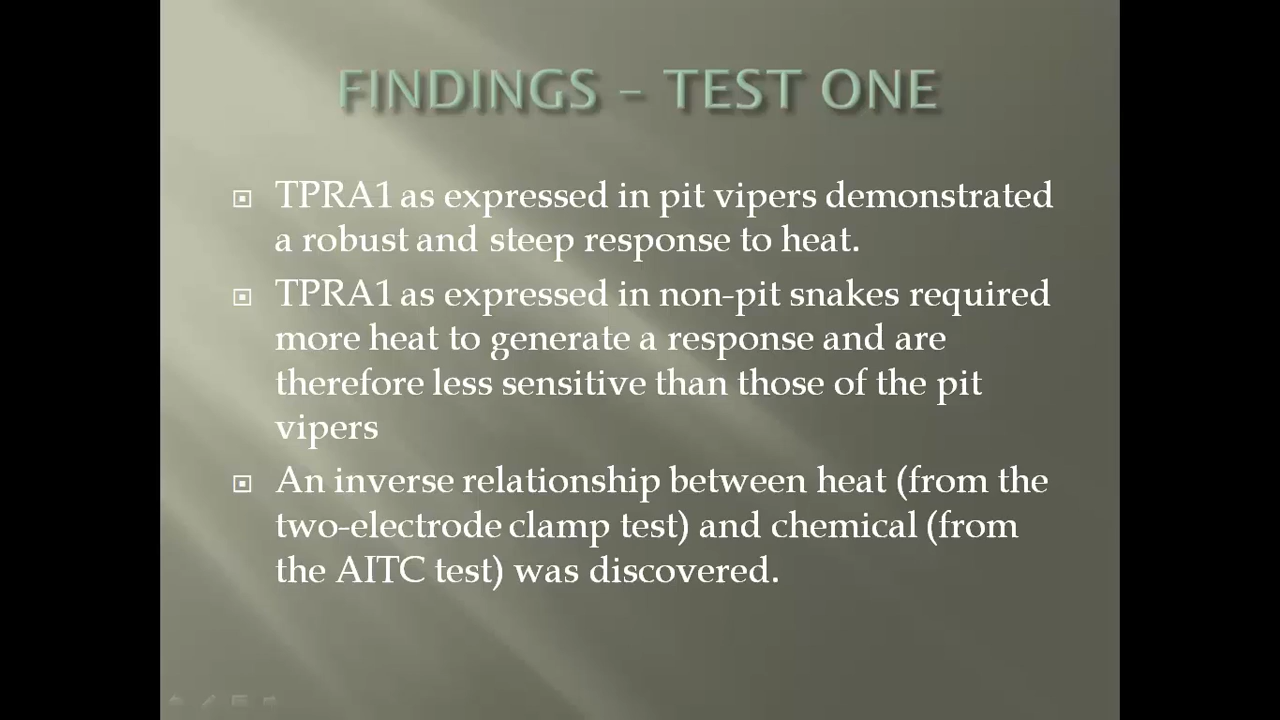 FINDINGS – TEST ONE
TPRA1 as expressed in pit vipers demonstrated
a robust and steep response to heat.
TPRA1 as expressed in non-pit snakes required
more heat to generate a response and are
therefore less sensitive than those of the pit
vipers
An inverse relationship between heat (from the
two-electrode clamp test) and chemical (from
the AITC test) was discovered.